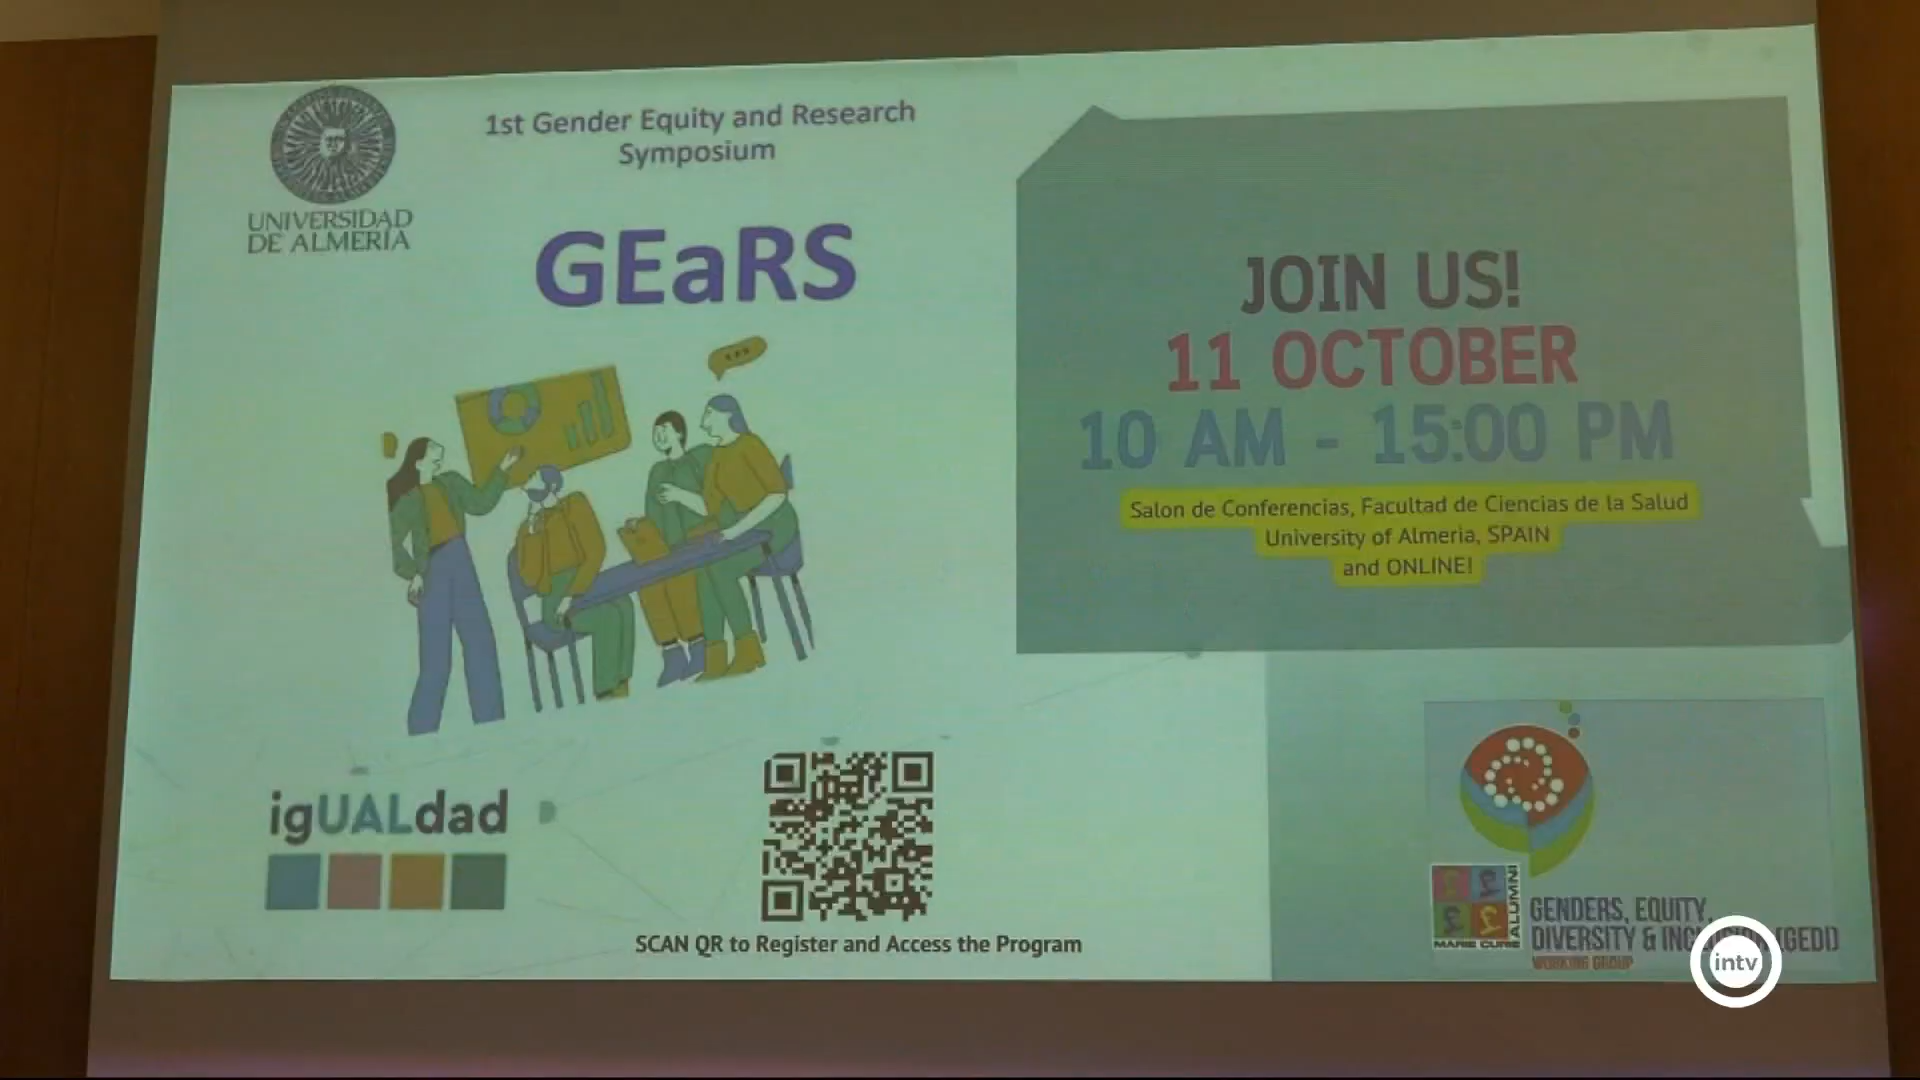 UNIVERSIDAD
DE ALMERÍA
1st Gender Equity and Research
Symposium
GEaRS
JOIN US!
11 OCTOBER
10 AM - 15:00 PM
Salon de Conferencias, Facultad de Ciencias de la Salud
University of Almeria, SPAIN
and ONLINE!
igUALdad
SCAN QR to Register and Access the Program
MARIE CURIE
ALUMNI
GENDERS, EQUITY,
DIVERSITY & (GEDI)
WORKING GROUP
intv